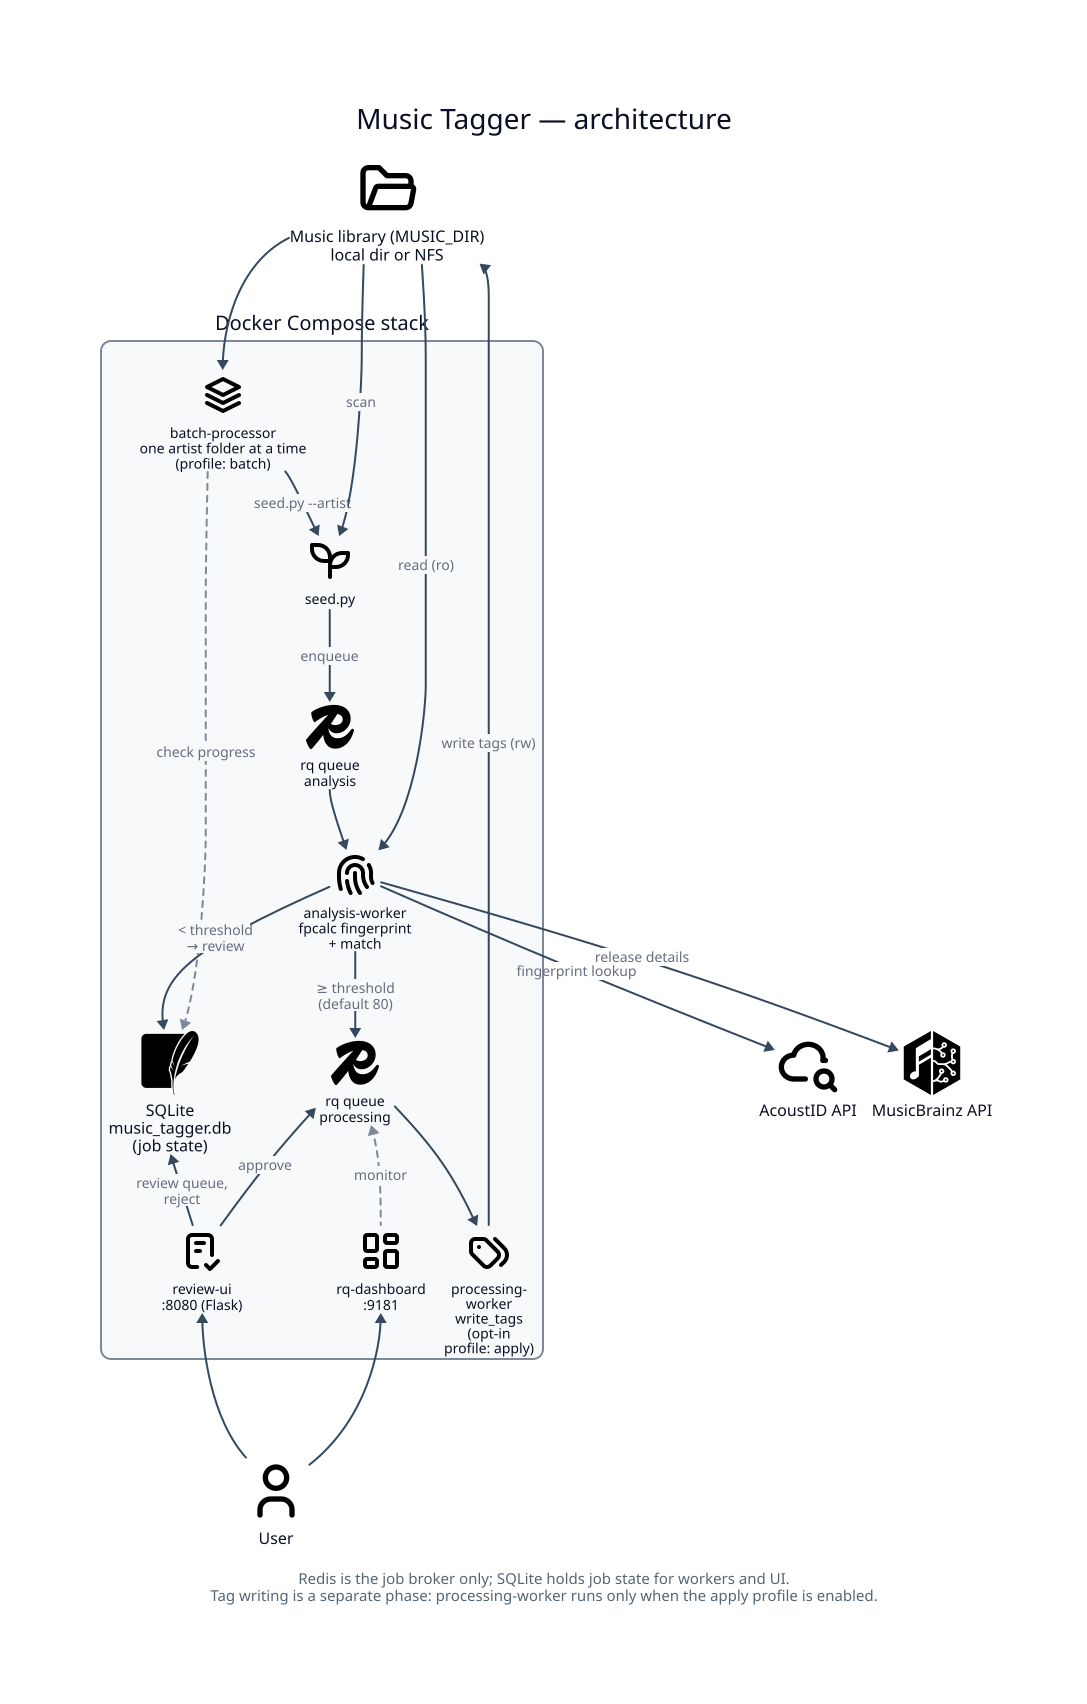 Music Tagger — architecture
Music library (MUSIC_DIR)
local dir or NFS
Docker Compose stack
batch-processor
one artist folder at a time
(profile: batch)
scan
seed.py --artist
read (ro)
seed.py
enqueue
check progress
write tags (rw)
rq queue
analysis
analysis-worker
fpcalc fingerprint
+ match
< threshold
→ review
release details
fingerprint lookup
≥ threshold
(default 80)
SQLite
music_tagger.db
(job state)
rq queue
processing
AcoustID API
MusicBrainz API
review queue,
reject
approve
monitor
review-ui
:8080 (Flask)
rq-dashboard
:9181
processing-
worker
write_tags
(opt-in
profile: apply)
User
Redis is the job broker only; SQLite holds job state for workers and UI.
Tag writing is a separate phase: processing-worker runs only when the apply profile is enabled.